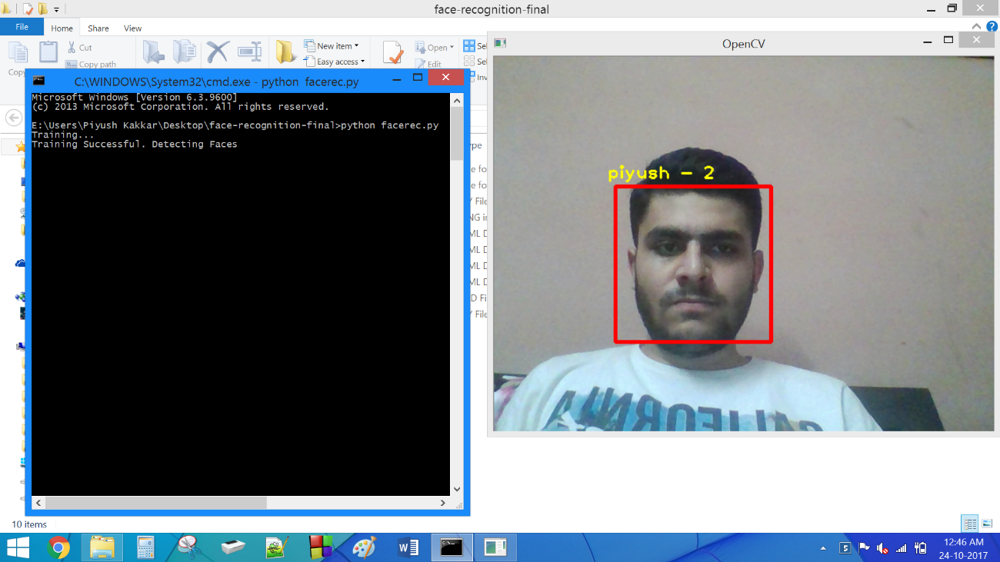 face-recognition-final
File
Home
Share
View
Cut
Copy path
New item
Easy access
Open
Edit
OpenCV
C:\WINDOWS\System32\cmd.exe - python  facerec.py
Microsoft Windows [Version 6.3.9600]
(c) 2013 Microsoft Corporation. All rights reserved.
E:\Users\Piyush Kakkar\Desktop\face-recognition-final>python facerec.py
Training...
Training Successful. Detecting Faces
piyush - 2
CALIFORNIA
10 items
12:46 AM
24-10-2017